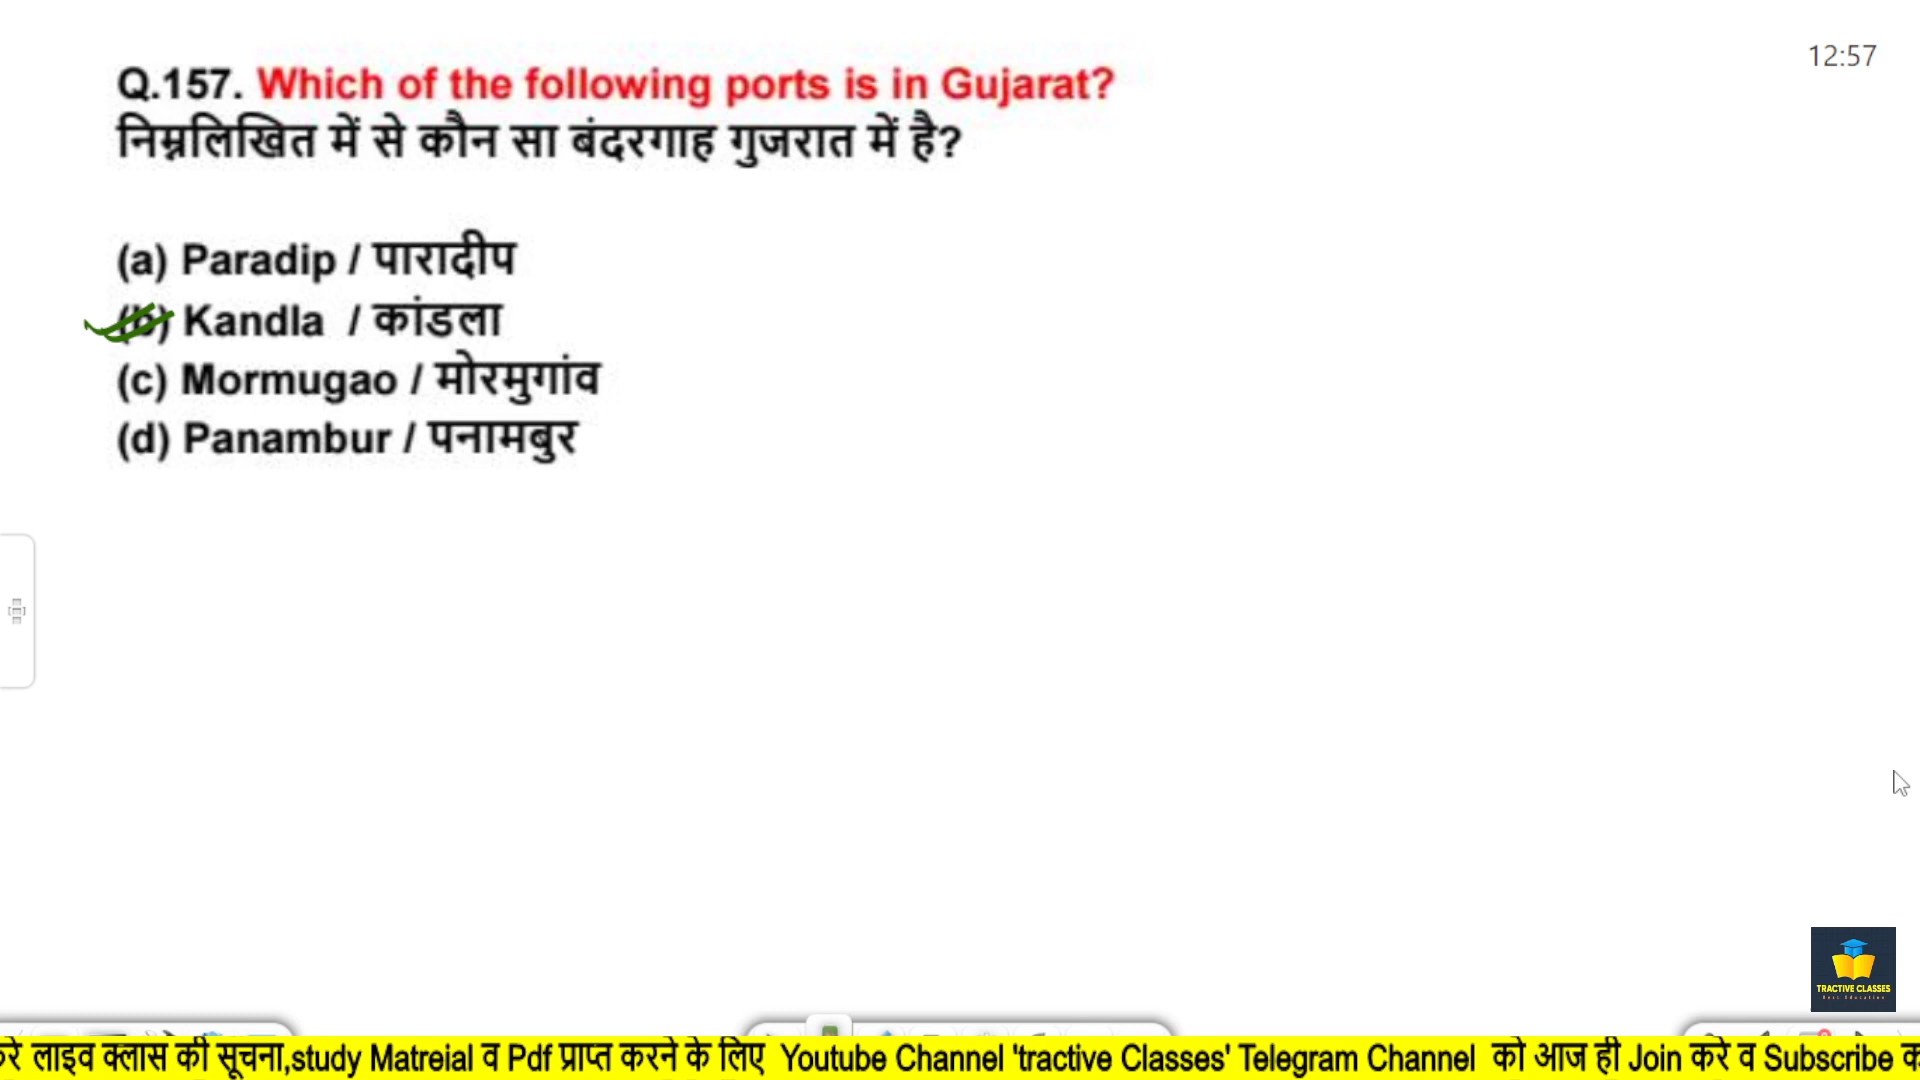 12:57
Q.157. Which of the following ports is in Gujarat?
निम्नलिखित में से कौन सा बंदरगाह गुजरात में है?
(a) Paradip / पारादीप
(b) Kandla / कांडला
(c) Mormugao / मोरमुगांव
(d) Panambur / पनामबुर
TRACTIVE CLASSES
Best Education
रे लाइव क्लास की सूचना,study Matreial व Pdf प्राप्त करने के लिए Youtube Channel 'tractive Classes' Telegram Channel को आज ही Join करे व Subscribe